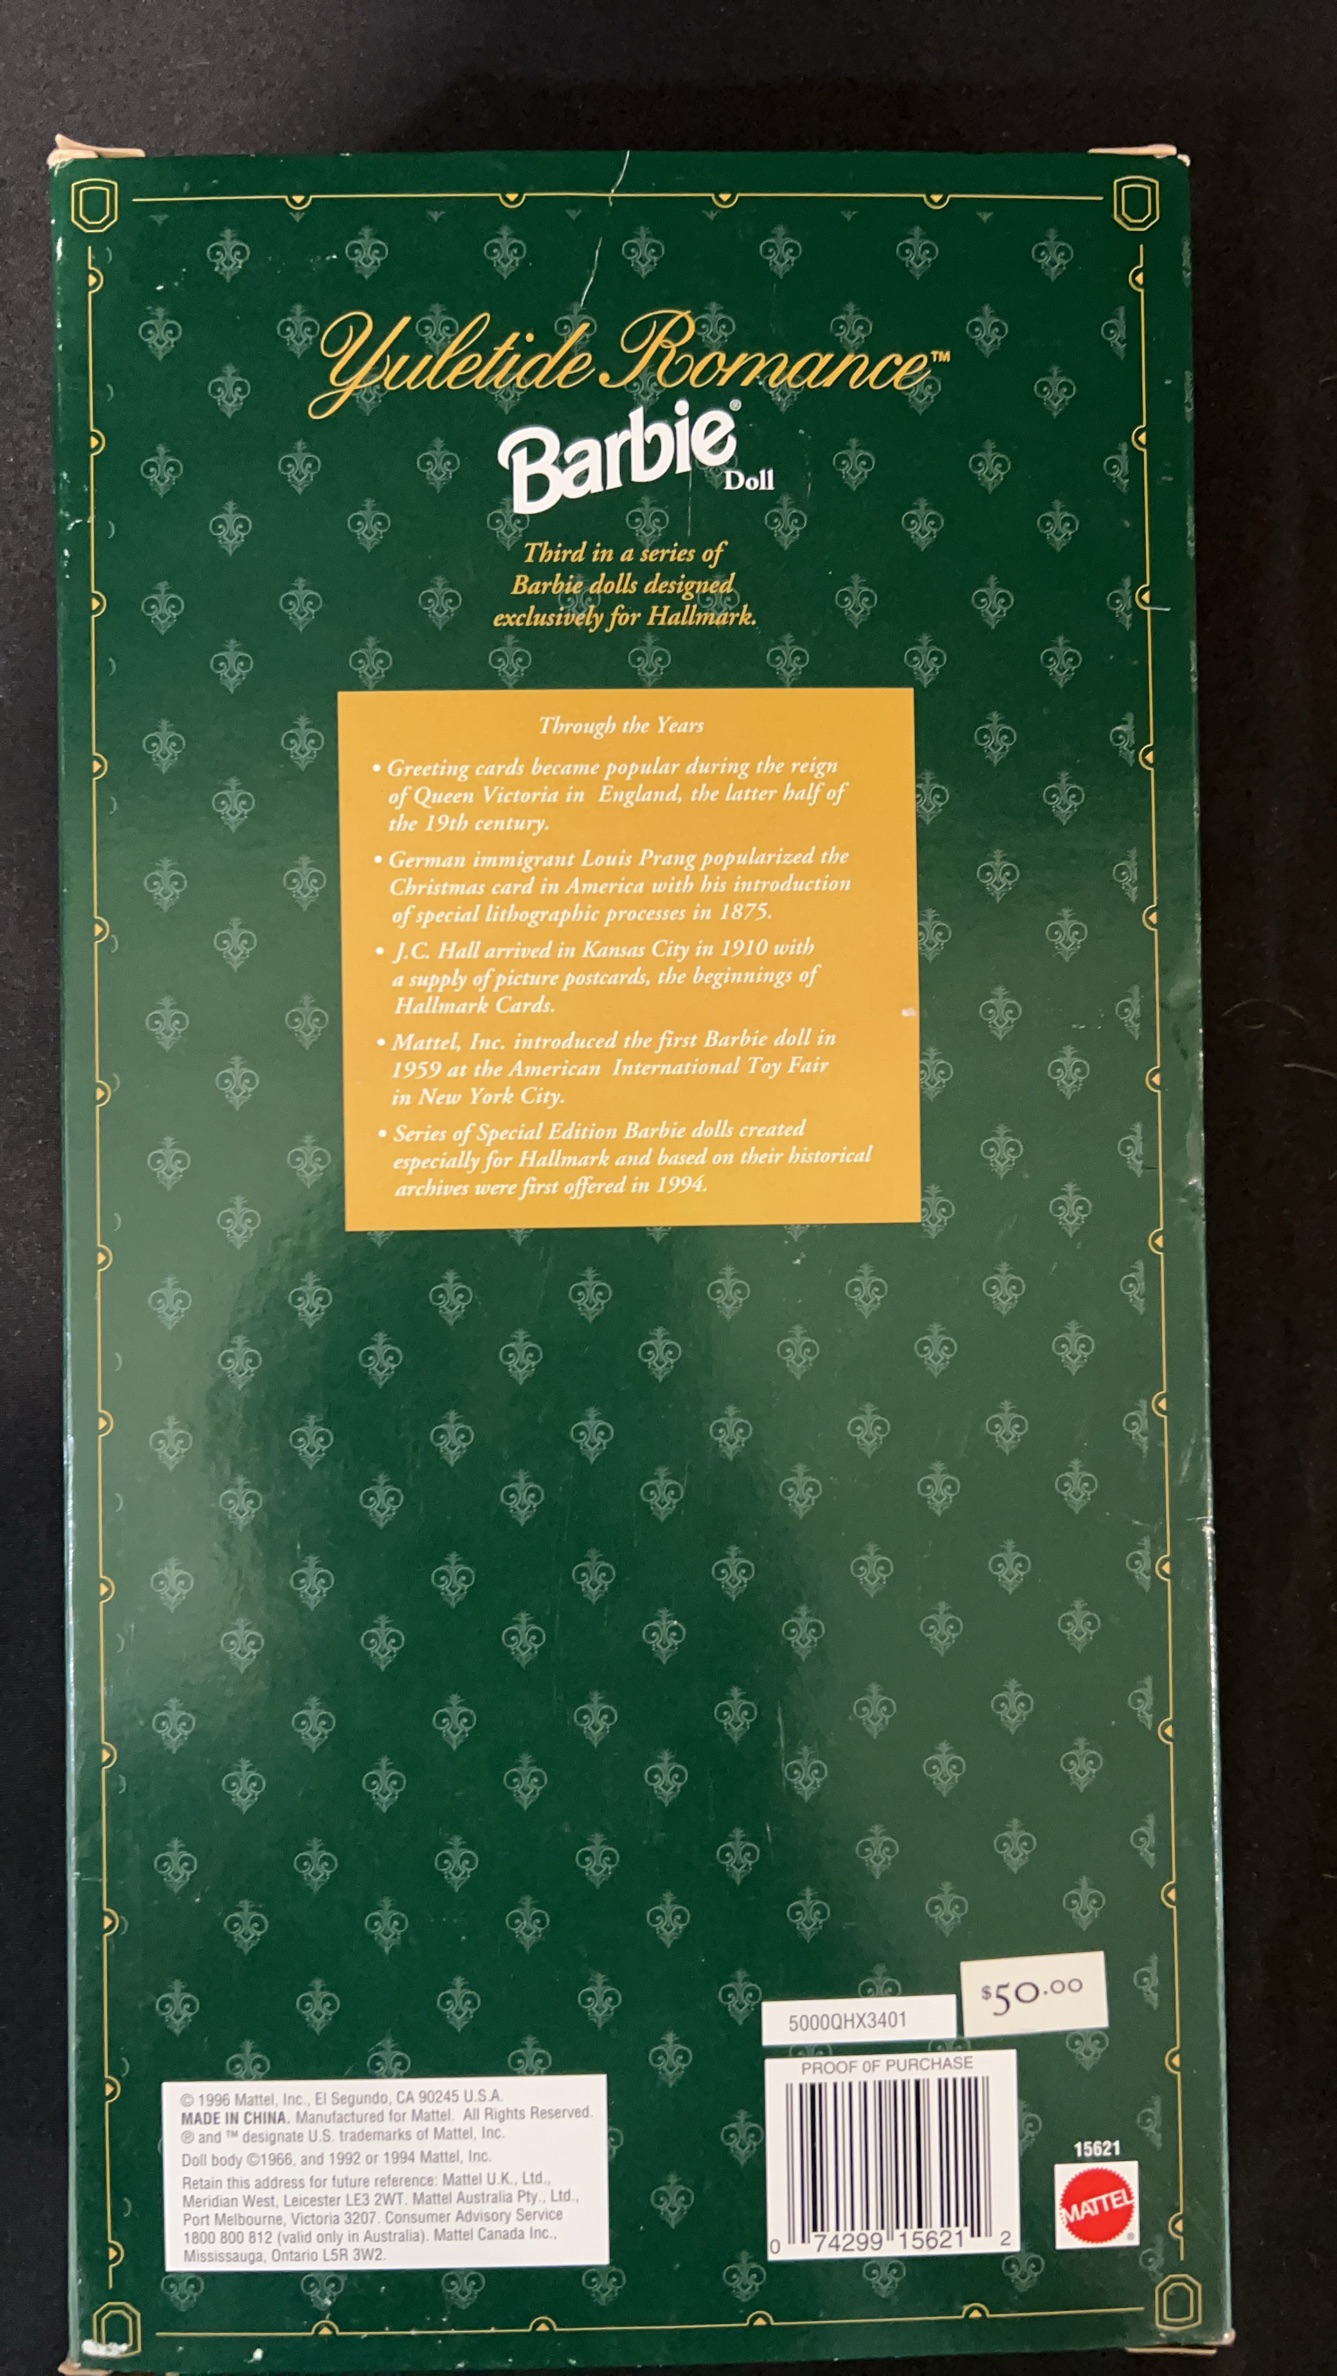 Yuletide Romance™
Barbie®
Doll
Third in a series of
Barbie dolls designed
exclusively for Hallmark.
Through the Years
• Greeting cards became popular during the reign
of Queen Victoria in England, the latter half of
the 19th century.
• German immigrant Louis Prang popularized the
Christmas card in America with his introduction
of special lithographic processes in 1875.
• J.C. Hall arrived in Kansas City in 1910 with
a supply of picture postcards, the beginnings of
Hallmark Cards.
• Mattel, Inc. introduced the first Barbie doll in
1959 at the American International Toy Fair
in New York City.
• Series of Special Edition Barbie dolls created
especially for Hallmark and based on their historical
archives were first offered in 1994.
$50.00
5000QHX3401
PROOF OF PURCHASE
0 74299 15621 2
15621
MATTEL®
© 1996 Mattel, Inc., El Segundo, CA 90245 U.S.A.
MADE IN CHINA. Manufactured for Mattel. All Rights Reserved.
® and ™ designate U.S. trademarks of Mattel, Inc.
Doll body ©1966, and 1992 or 1994 Mattel, Inc.
Retain this address for future reference: Mattel U.K., Ltd.,
Meridian West, Leicester LE3 2WT. Mattel Australia Pty., Ltd.,
Port Melbourne, Victoria 3207. Consumer Advisory Service
1800 800 812 (valid only in Australia). Mattel Canada Inc.,
Mississauga, Ontario L5R 3W2.